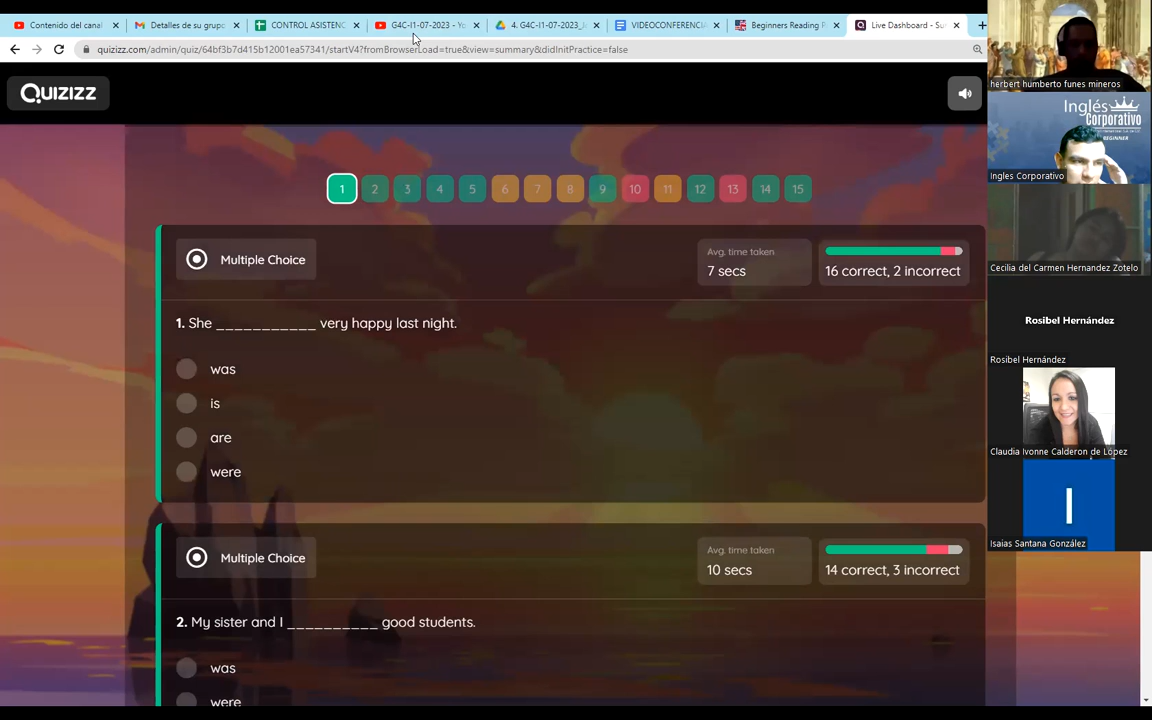 Contenido del cana
Detalles de su grupo
CONTROL ASISTENC
G4C-I1-07-2023 - Yo
4. G4C-I1-07-2023_
VIDEOCONFERENCIA
Beginners Reading P
Live Dashboard - Su
quizizz.com/admin/quiz/64bf3b7d415b12001ea57341/startV4?fromBrowserLoad=true&view=summary&didInitPractice=false
Quizizz
1 2 3 4 5 6 7 8 9 10 11 12 13 14 15
Multiple Choice
Avg. time taken
7 secs
16 correct, 2 incorrect
1. She ___________ very happy last night.
was
is
are
were
Multiple Choice
Avg. time taken
10 secs
14 correct, 3 incorrect
2. My sister and I __________ good students.
was
were
herbert humberto funes mineros
Inglés
Corporativo
BEGINNER
Ingles Corporativo
Cecilia del Carmen Hernandez Zotelo
Rosibel Hernández
Rosibel Hernández
Claudia Ivonne Calderon de Lopez
I
Isaias Santana González